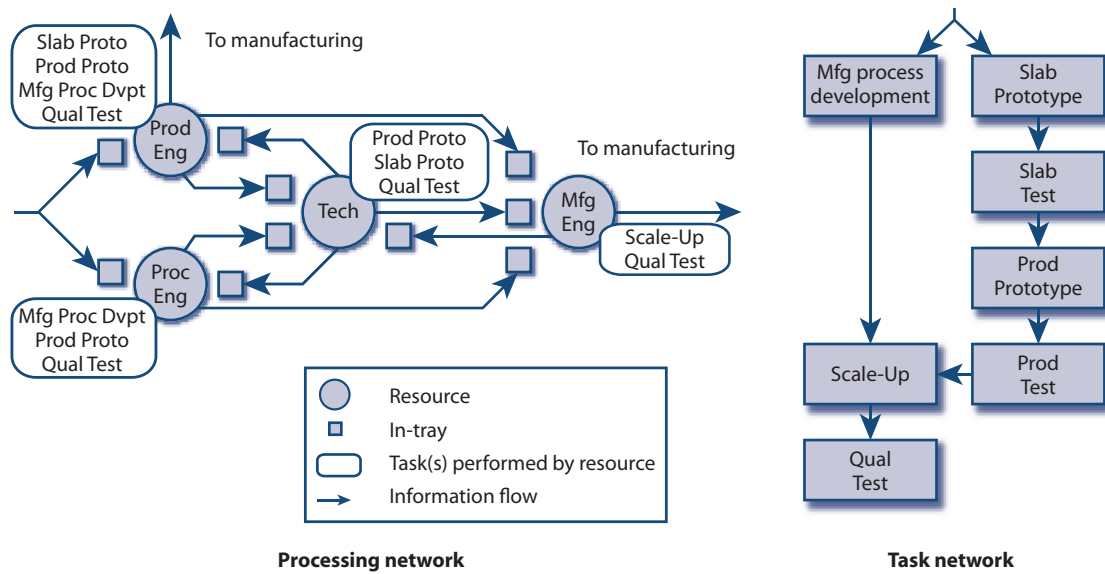 Slab Proto
Prod Proto
Mfg Proc Dvpt
Qual Test
To manufacturing
Prod
Eng
Prod Proto
Slab Proto
Qual Test
To manufacturing
Tech
Mfg
Eng
Scale-Up
Qual Test
Proc
Eng
Mfg Proc Dvpt
Prod Proto
Qual Test
Resource
In-tray
Task(s) performed by resource
Information flow
Processing network
Mfg process
development
Slab
Prototype
Slab
Test
Prod
Prototype
Scale-Up
Prod
Test
Qual
Test
Task network